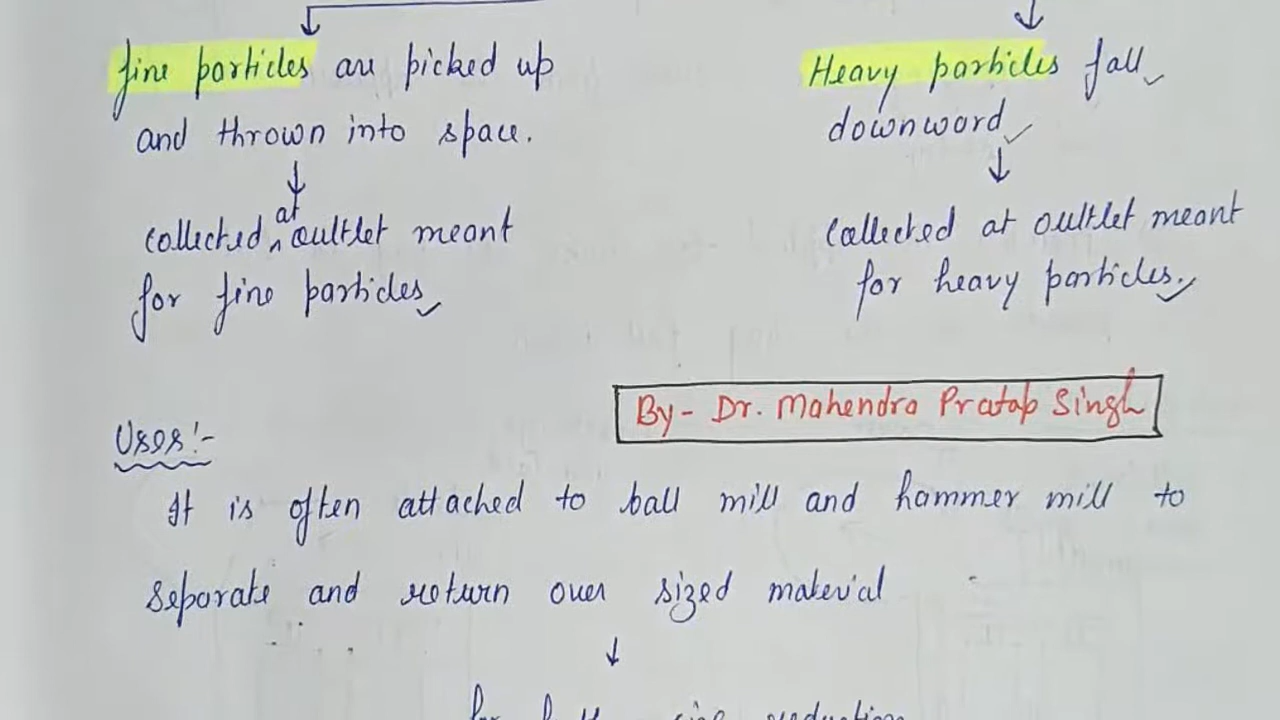 fine particles are picked up
and thrown into space.
collected at outlet meant
for fine particles
Heavy particles fall
downward
collected at outlet meant
for heavy particles.
By- Dr. Mahendra Pratap Singh
Uses:-
It is often attached to ball mill and hammer mill to
separate and return over sized material
for